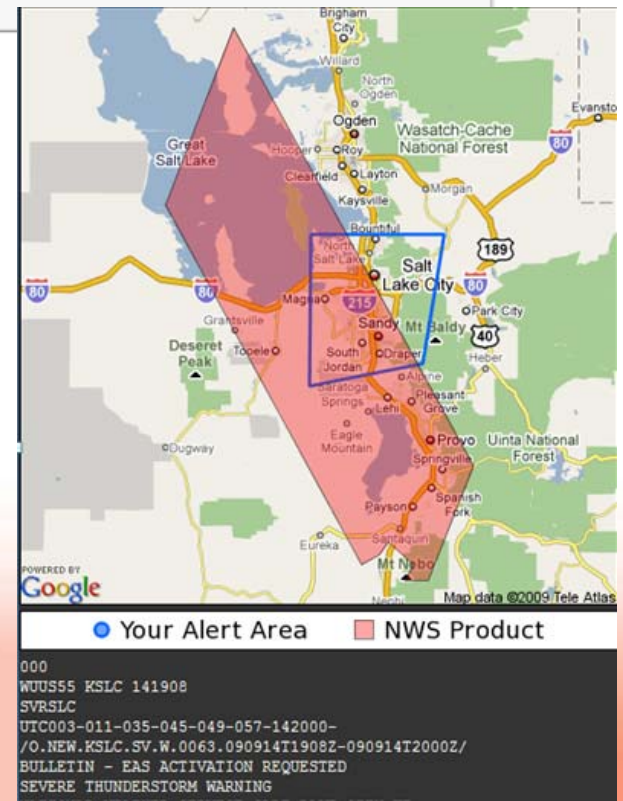 Brigham
City
Willard
North
Ogden
Evanston
Ogden
Wasatch-Cache
National Forest
80
Great
Salt Lake
Hooper
Roy
Clearfield
Layton
Kaysville
Morgan
Bountiful
189
North
Salt Lake
Salt
Lake City
80
80
80
Magna
215
Park City
Grantsville
Sandy
Mt Baldy
40
Deseret
Peak
Tooele
South
Jordan
Draper
Heber
Alpine
Saratoga
Springs
Pleasant
Grove
Lehi
Eagle
Mountain
Dugway
Provo
Uinta National
Forest
Springville
Spanish
Fork
Payson
Santaquin
Eureka
Mt Nebo
POWERED BY
Google
Nephi
Map data ©2009 Tele Atlas
Your Alert Area
NWS Product
000
WUUS55 KSLC 141908
SVRSLC
UTC003-011-035-045-049-057-142000-
/O.NEW.KSLC.SV.W.0063.090914T1908Z-090914T2000Z/
BULLETIN - EAS ACTIVATION REQUESTED
SEVERE THUNDERSTORM WARNING